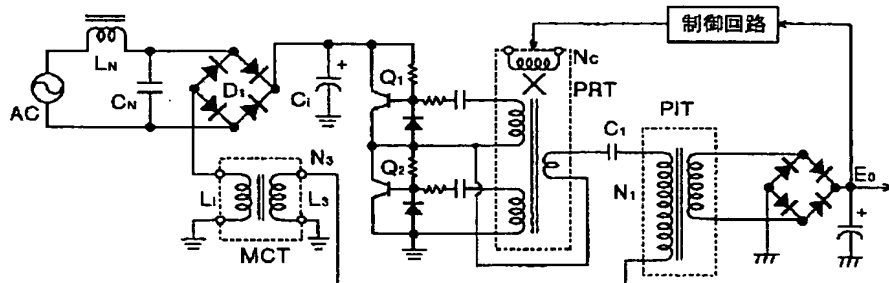 制御回路
LN
CN
AC
D1
Ci
+
Q1
Q2
Nc
PRT
C1
PIT
N1
E0
+
N3
L1
L3
MCT